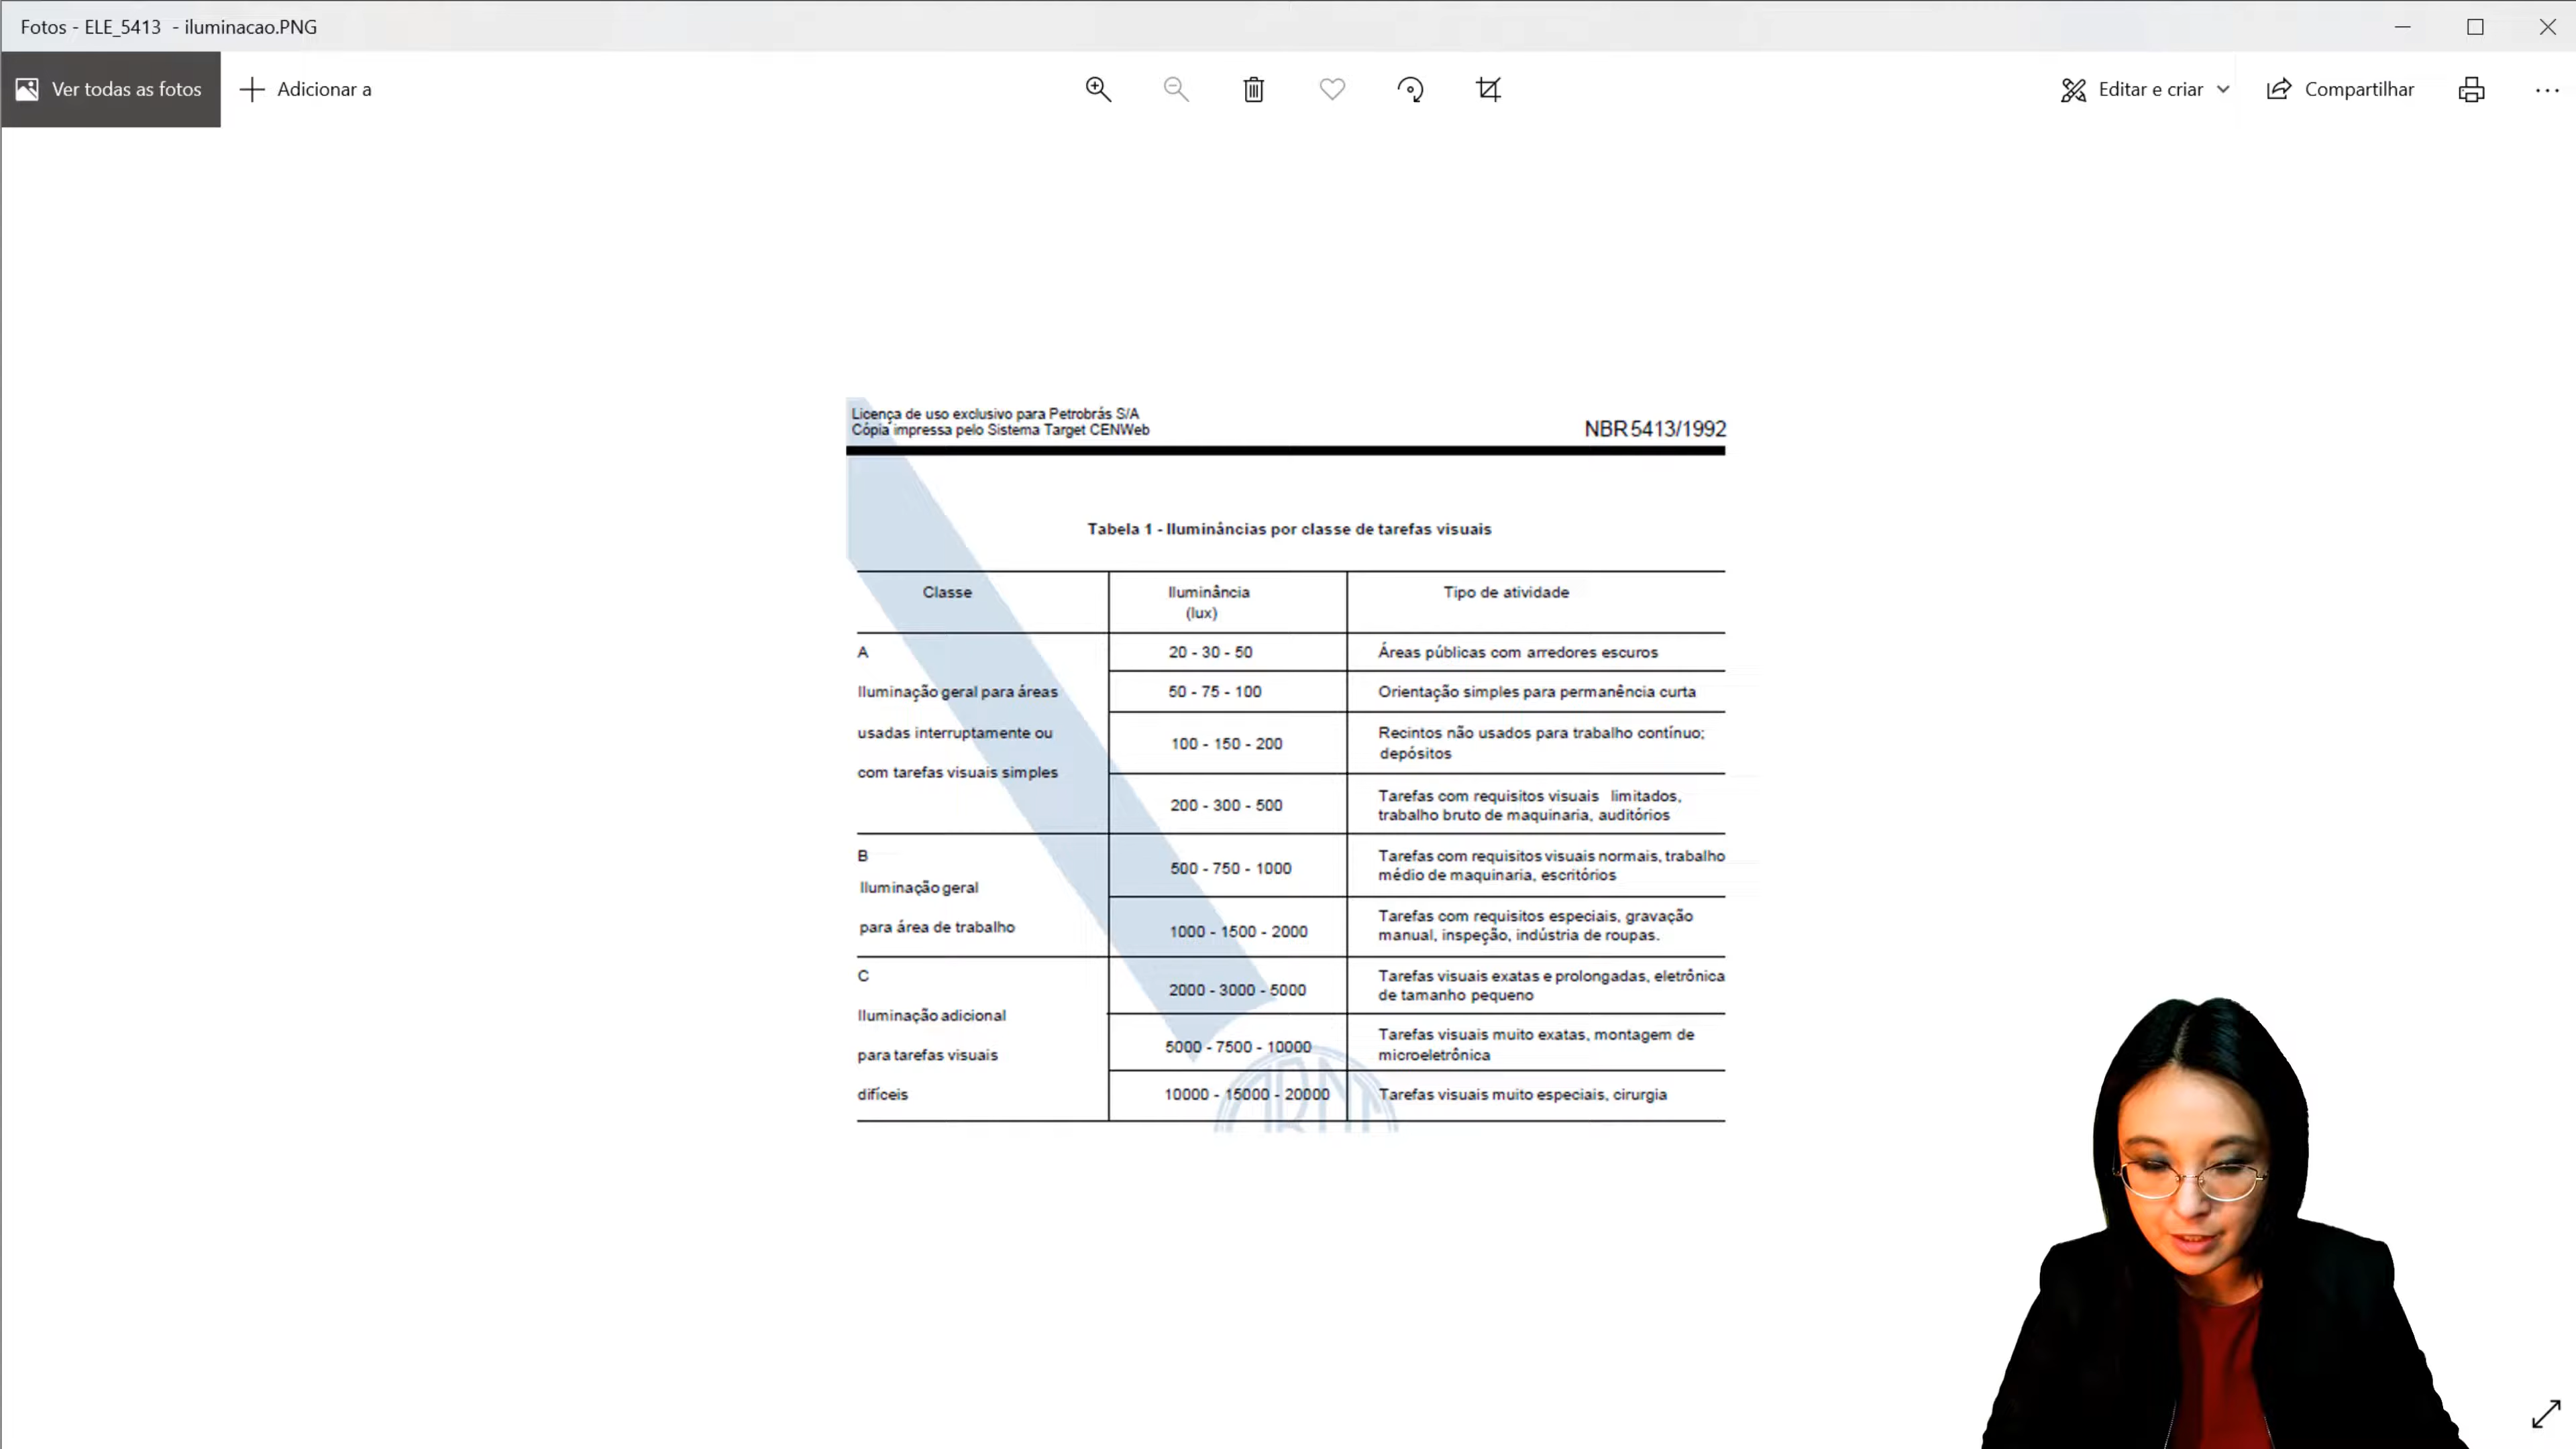 Fotos - ELE_5413 - iluminacao.PNG
Ver todas as fotos
Adicionar a
Editar e criar
Compartilhar
Licença de uso exclusivo para Petrobrás S/A
Cópia impressa pelo Sistema Target CENWeb
NBR 5413/1992
Tabela 1 - Iluminâncias por classe de tarefas visuais
Classe
Iluminância
(lux)
Tipo de atividade
A
Iluminação geral para áreas
usadas interruptamente ou
com tarefas visuais simples
20 - 30 - 50
Áreas públicas com arredores escuros
50 - 75 - 100
Orientação simples para permanência curta
100 - 150 - 200
Recintos não usados para trabalho contínuo;
depósitos
200 - 300 - 500
Tarefas com requisitos visuais limitados,
trabalho bruto de maquinaria, auditórios
B
Iluminação geral
para área de trabalho
500 - 750 - 1000
Tarefas com requisitos visuais normais, trabalho
médio de maquinaria, escritórios
1000 - 1500 - 2000
Tarefas com requisitos especiais, gravação
manual, inspeção, indústria de roupas.
C
Iluminação adicional
para tarefas visuais
difíceis
2000 - 3000 - 5000
Tarefas visuais exatas e prolongadas, eletrônica
de tamanho pequeno
5000 - 7500 - 10000
Tarefas visuais muito exatas, montagem de
microeletrônica
10000 - 15000 - 20000
Tarefas visuais muito especiais, cirurgia